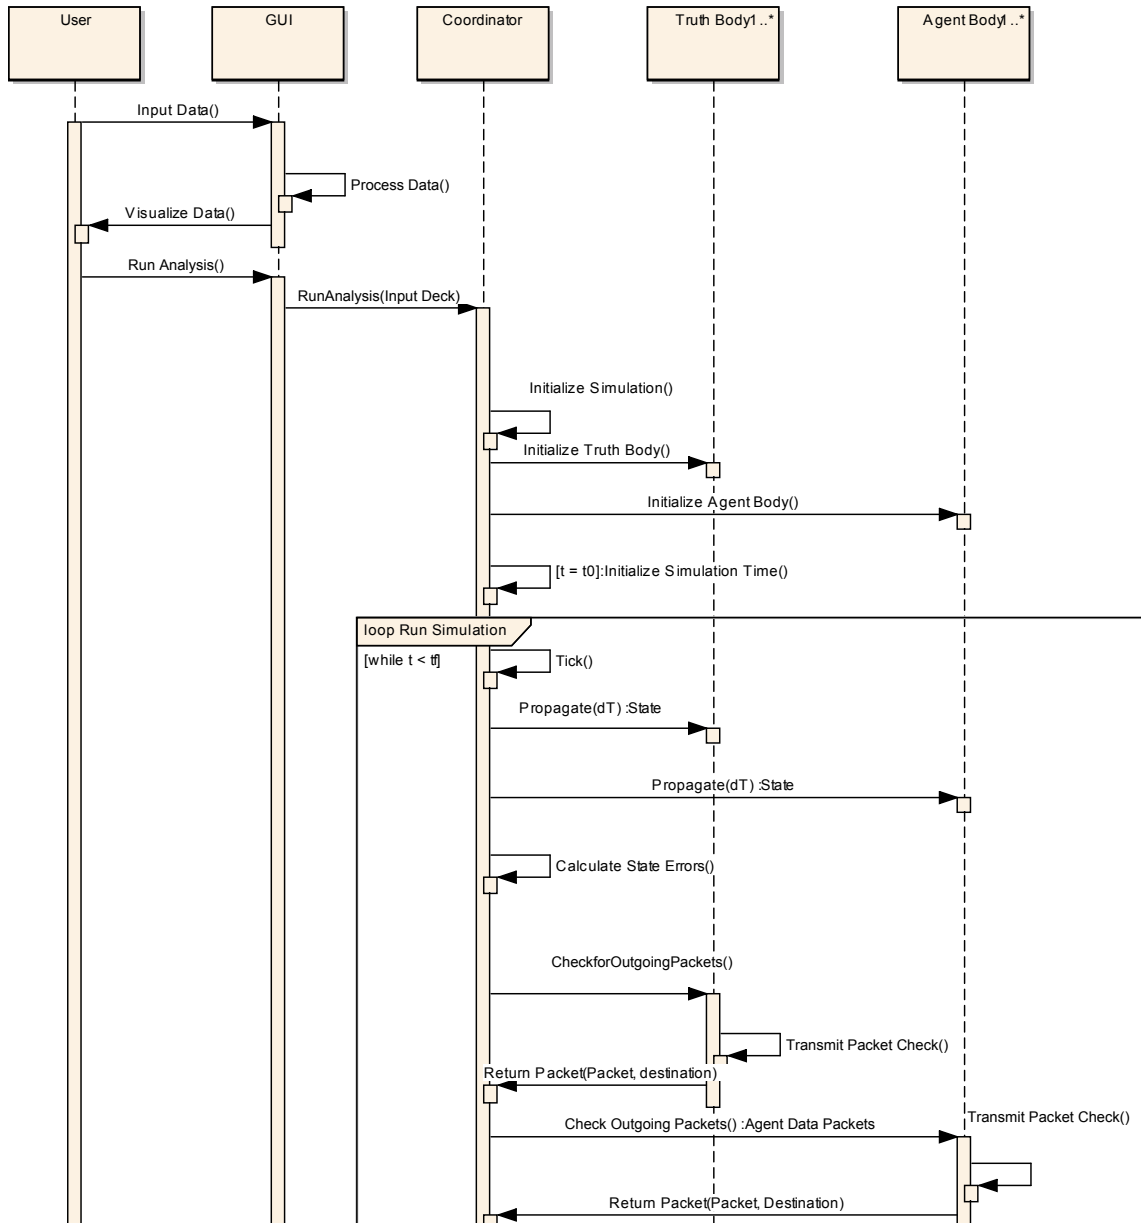 User
GUI
Coordinator
Truth Body1..*
Agent Body1..*
Input Data()
Process Data()
Visualize Data()
Run Analysis()
RunAnalysis(Input Deck)
Initialize Simulation()
Initialize Truth Body()
Initialize Agent Body()
[t = t0]:Initialize Simulation Time()
loop Run Simulation
[while t < tf]
Tick()
Propagate(dT) :State
Propagate(dT) :State
Calculate State Errors()
CheckforOutgoingPackets()
Transmit Packet Check()
Return Packet(Packet, destination)
Transmit Packet Check()
Check Outgoing Packets() :Agent Data Packets
Return Packet(Packet, Destination)